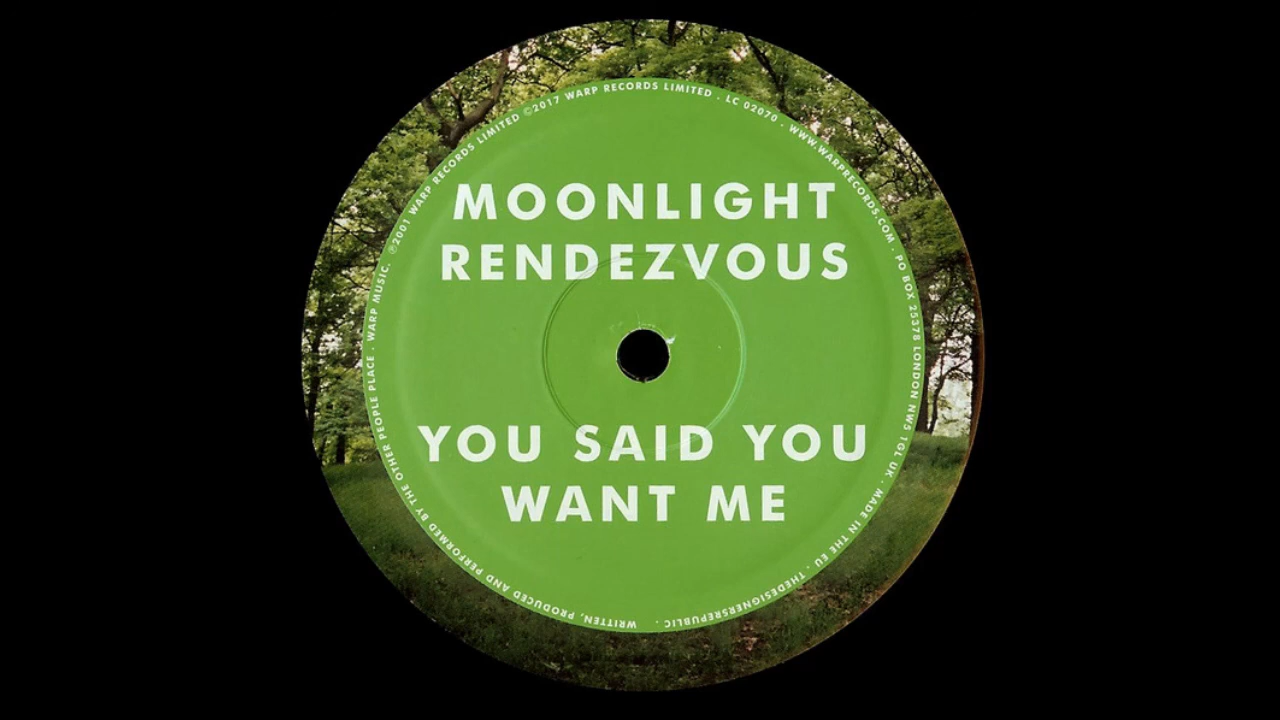 MOONLIGHT
RENDEZVOUS
YOU SAID YOU
WANT ME
WRITTEN, PRODUCED AND PERFORMED BY THE OTHER PEOPLE PLACE . WARP MUSIC. ℗2001 WARP RECORDS LIMITED ©2017 WARP RECORDS LIMITED . LC 02070 . WWW.WARPRECORDS.COM . PO BOX 25378 LONDON NW5 1GL UK . MADE IN THE EU . THEDESIGNERSREPUBLIC .